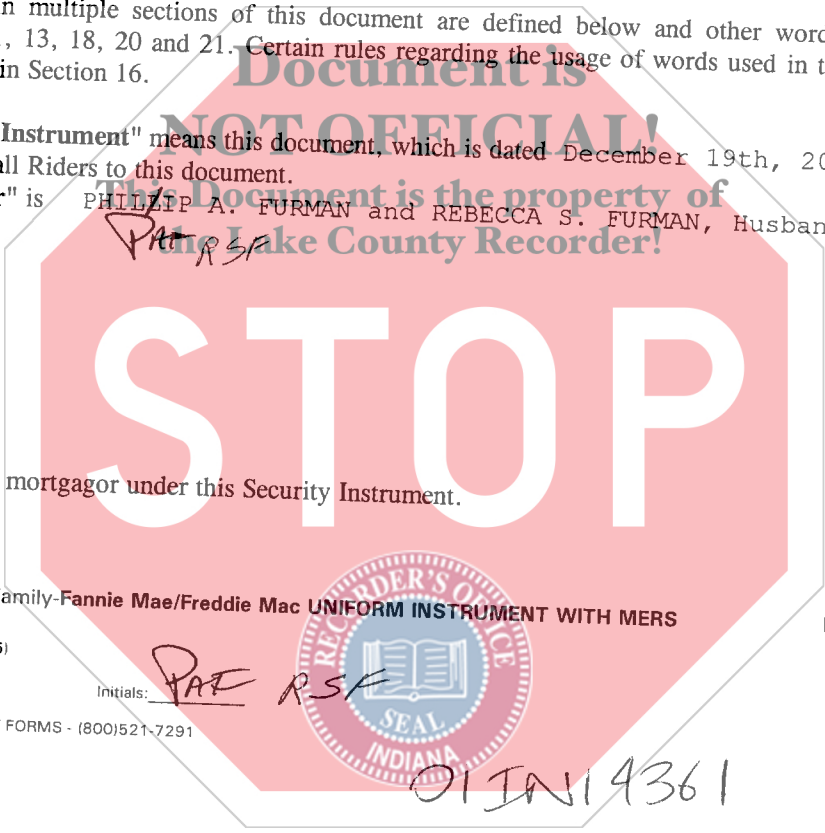 n multiple sections of this document are defined below and other word
, 13, 18, 20 and 21. Certain rules regarding the usage of words used in t
in Section 16.
Document is
NOT OFFICIAL!
This Document is the property of
the Lake County Recorder!
Instrument" means this document, which is dated December 19th, 20
all Riders to this document.
r" is PHILLIP A. FURMAN and REBECCA S. FURMAN, Husban
PAF RSF
STOP
mortgagor under this Security Instrument.
amily-Fannie Mae/Freddie Mac UNIFORM INSTRUMENT WITH MERS
Initials: PAF RSF
FORMS - (800)521-7291
RECORDER'S OFFICE
SEAL
INDIANA
01IN14361